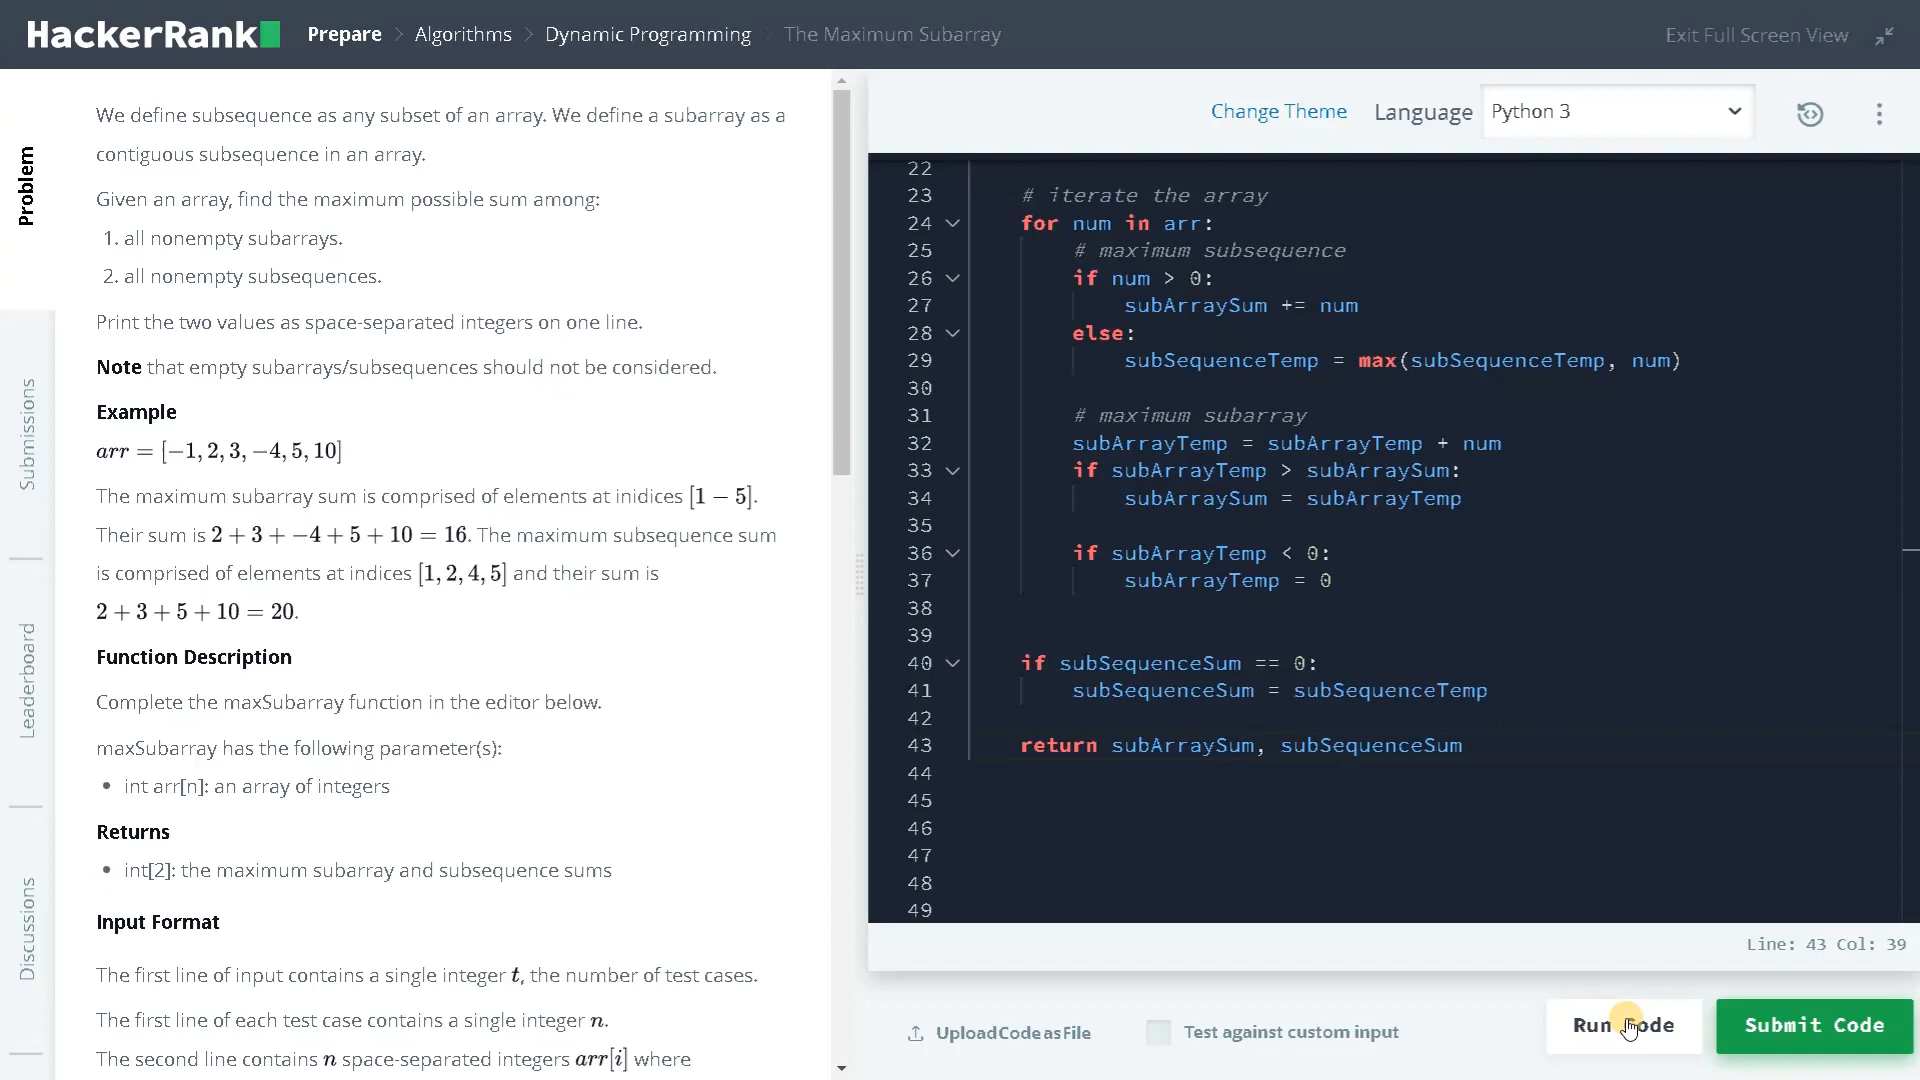 HackerRank Prepare > Algorithms > Dynamic Programming > The Maximum Subarray
Exit Full Screen View
Problem
Submissions
Leaderboard
Discussions
We define subsequence as any subset of an array. We define a subarray as a
contiguous subsequence in an array.
Given an array, find the maximum possible sum among:
1. all nonempty subarrays.
2. all nonempty subsequences.
Print the two values as space-separated integers on one line.
Note that empty subarrays/subsequences should not be considered.
Example
arr = [−1, 2, 3, −4, 5, 10]
The maximum subarray sum is comprised of elements at inidices [1 − 5].
Their sum is 2 + 3 + −4 + 5 + 10 = 16. The maximum subsequence sum
is comprised of elements at indices [1, 2, 4, 5] and their sum is
2 + 3 + 5 + 10 = 20.
Function Description
Complete the maxSubarray function in the editor below.
maxSubarray has the following parameter(s):
• int arr[n]: an array of integers
Returns
• int[2]: the maximum subarray and subsequence sums
Input Format
The first line of input contains a single integer t, the number of test cases.
The first line of each test case contains a single integer n.
The second line contains n space-separated integers arr[i] where
Change Theme Language Python 3
22
23 # iterate the array
24 for num in arr:
25 # maximum subsequence
26 if num > 0:
27 subArraySum += num
28 else:
29 subSequenceTemp = max(subSequenceTemp, num)
30
31 # maximum subarray
32 subArrayTemp = subArrayTemp + num
33 if subArrayTemp > subArraySum:
34 subArraySum = subArrayTemp
35
36 if subArrayTemp < 0:
37 subArrayTemp = 0
38
39
40 if subSequenceSum == 0:
41 subSequenceSum = subSequenceTemp
42
43 return subArraySum, subSequenceSum
44
45
46
47
48
49
Line: 43 Col: 39
Upload Code as File
Test against custom input
Run Code
Submit Code